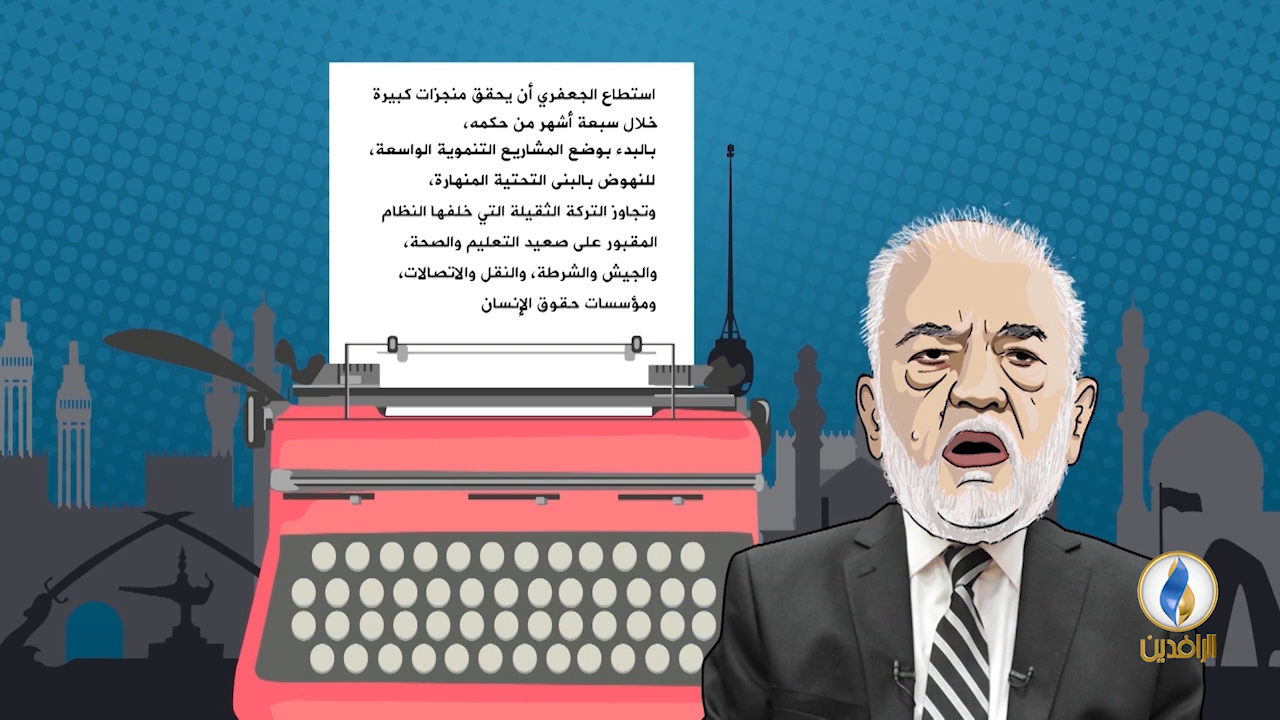 استطاع الجعفري أن يحقق منجزات كبيرة
خلال سبعة أشهر من حكمه،
بالبدء بوضع المشاريع التنموية الواسعة،
للنهوض بالبنى التحتية المنهارة،
وتجاوز التركة الثقيلة التي خلفها النظام
المقبور على صعيد التعليم والصحة،
والجيش والشرطة، والنقل والاتصالات،
ومؤسسات حقوق الإنسان
الرافدين